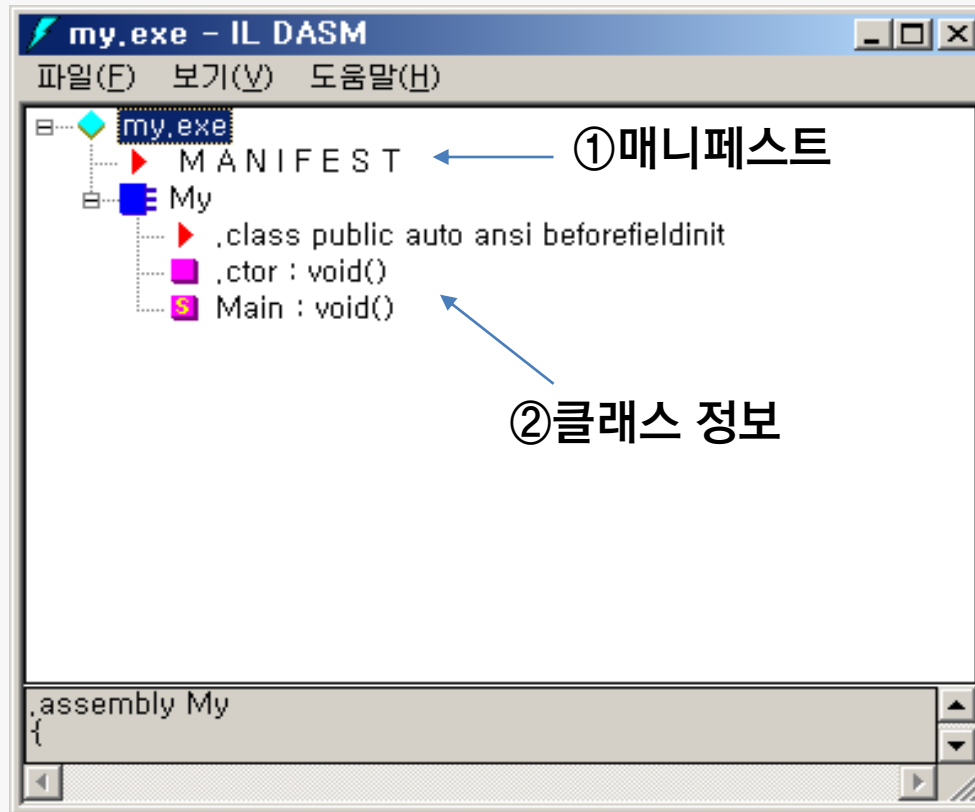 my.exe - IL DASM
파일(F) 보기(V) 도움말(H)
my.exe
M A N I F E S T
①매니페스트
My
.class public auto ansi beforefieldinit
.ctor : void()
S Main : void()
②클래스 정보
.assembly My
{